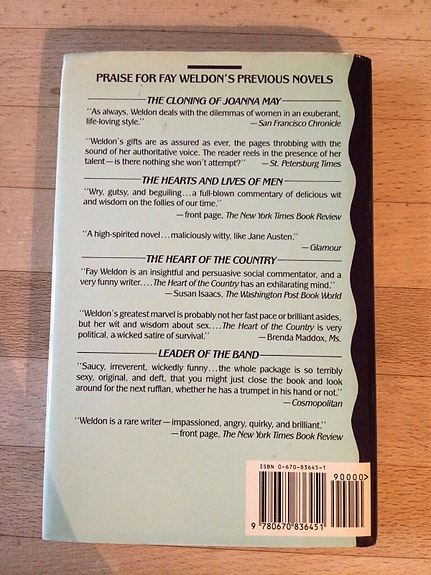 PRAISE FOR FAY WELDON'S PREVIOUS NOVELS
THE CLONING OF JOANNA MAY
"As always, Weldon deals with the dilemmas of women in an exuberant,
life-loving style."
—San Francisco Chronicle
"Weldon's gifts are as assured as ever, the pages throbbing with the
sound of her authoritative voice. The reader reels in the presence of her
talent—is there nothing she won't attempt?"
— St. Petersburg Times
THE HEARTS AND LIVES OF MEN
"Wry, gutsy, and beguiling...a full-blown commentary of delicious wit
and wisdom on the follies of our time."
—front page, The New York Times Book Review
"A high-spirited novel...maliciously witty, like Jane Austen."
—Glamour
THE HEART OF THE COUNTRY
"Fay Weldon is an insightful and persuasive social commentator, and a
very funny writer....The Heart of the Country has an exhilarating mind."
—Susan Isaacs, The Washington Post Book World
"Weldon's greatest marvel is probably not her fast pace or brilliant asides,
but her wit and wisdom about sex....The Heart of the Country is very
political, a wicked satire of survival."
—Brenda Maddox, Ms.
LEADER OF THE BAND
"Saucy, irreverent, wickedly funny...the whole package is so terribly
sexy, original, and deft, that you might just close the book and look
around for the next ruffian, whether he has a trumpet in his hand or not."
—Cosmopolitan
"Weldon is a rare writer—impassioned, angry, quirky, and brilliant."
—front page, The New York Times Book Review
ISBN 0-670-83645-1
90000>
9 780670 836451